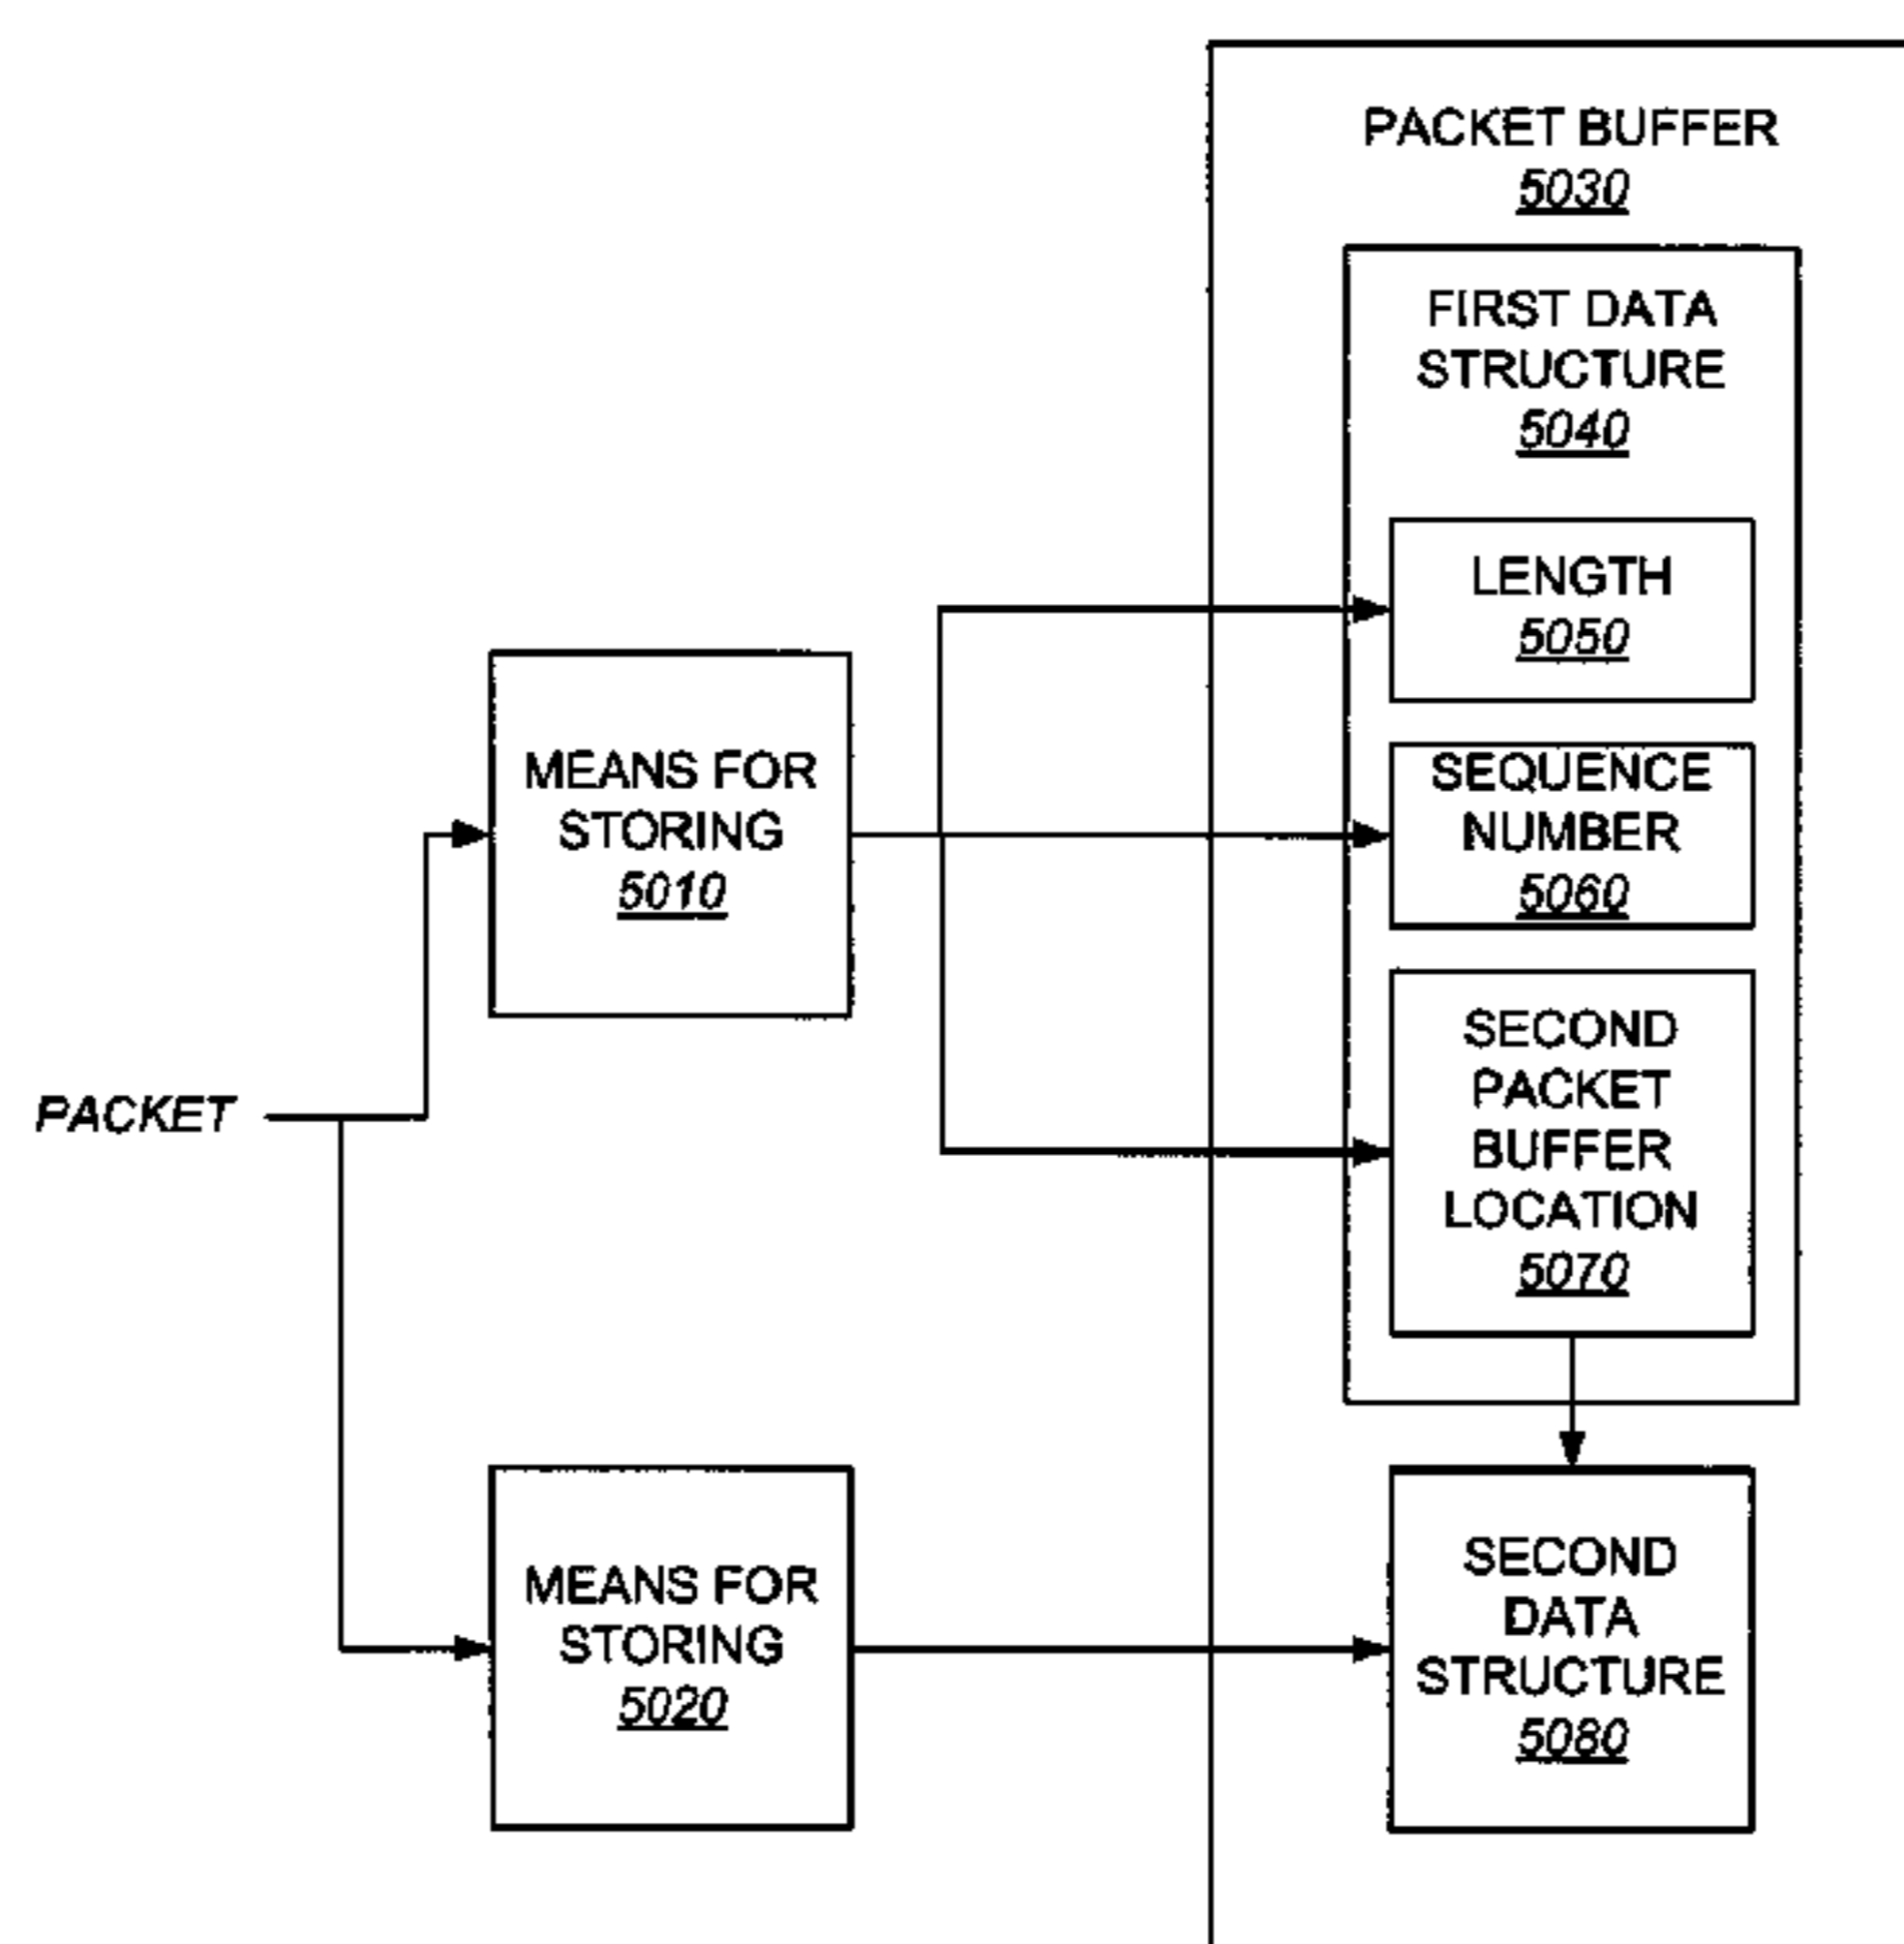 PACKET BUFFER
5030
FIRST DATA
STRUCTURE
5040
LENGTH
5050
MEANS FOR
STORING
5010
SEQUENCE
NUMBER
5060
SECOND
PACKET
BUFFER
LOCATION
5070
PACKET
MEANS FOR
STORING
5020
SECOND
DATA
STRUCTURE
5080